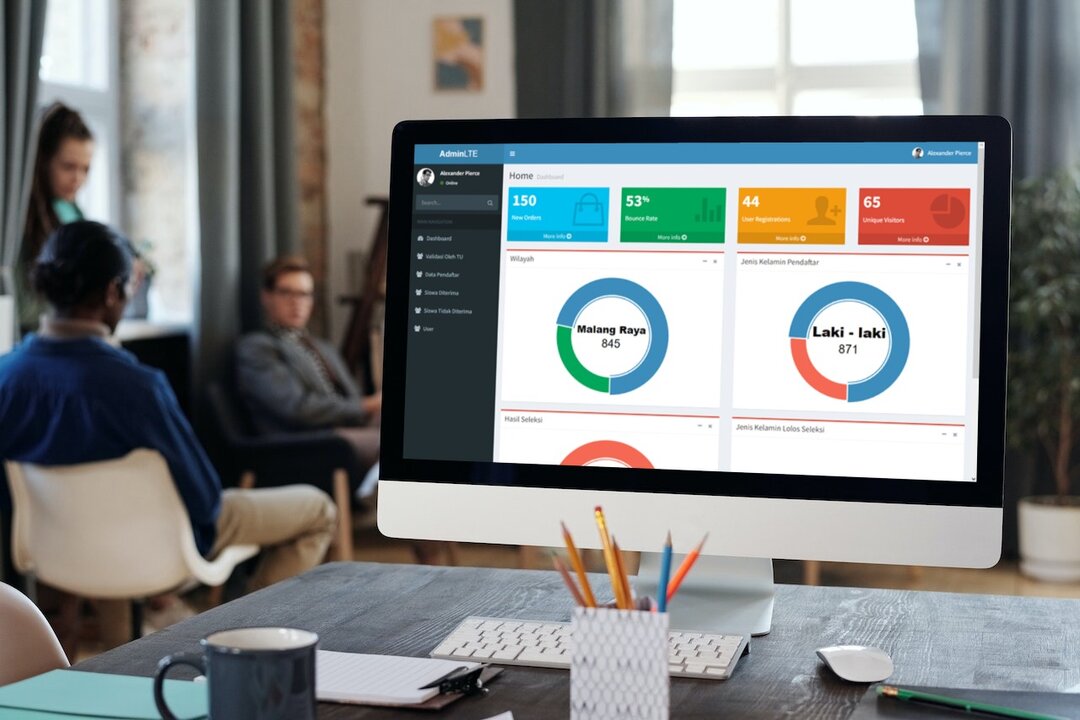 AdminLTE
Alexander Pierce
Alexander Pierce
Online
Search...
MAIN NAVIGATION
Dashboard
Validasi Oleh TU
Data Pendaftar
Siswa Diterima
Siswa Tidak Diterima
User
Home Dashboard
150
New Orders
More info
53%
Bounce Rate
More info
44
User Registrations
More info
65
Unique Visitors
More info
Wilayah
Malang Raya
845
Jenis Kelamin Pendaftar
Laki - laki
871
Hasil Seleksi
Jenis Kelamin Lolos Seleksi